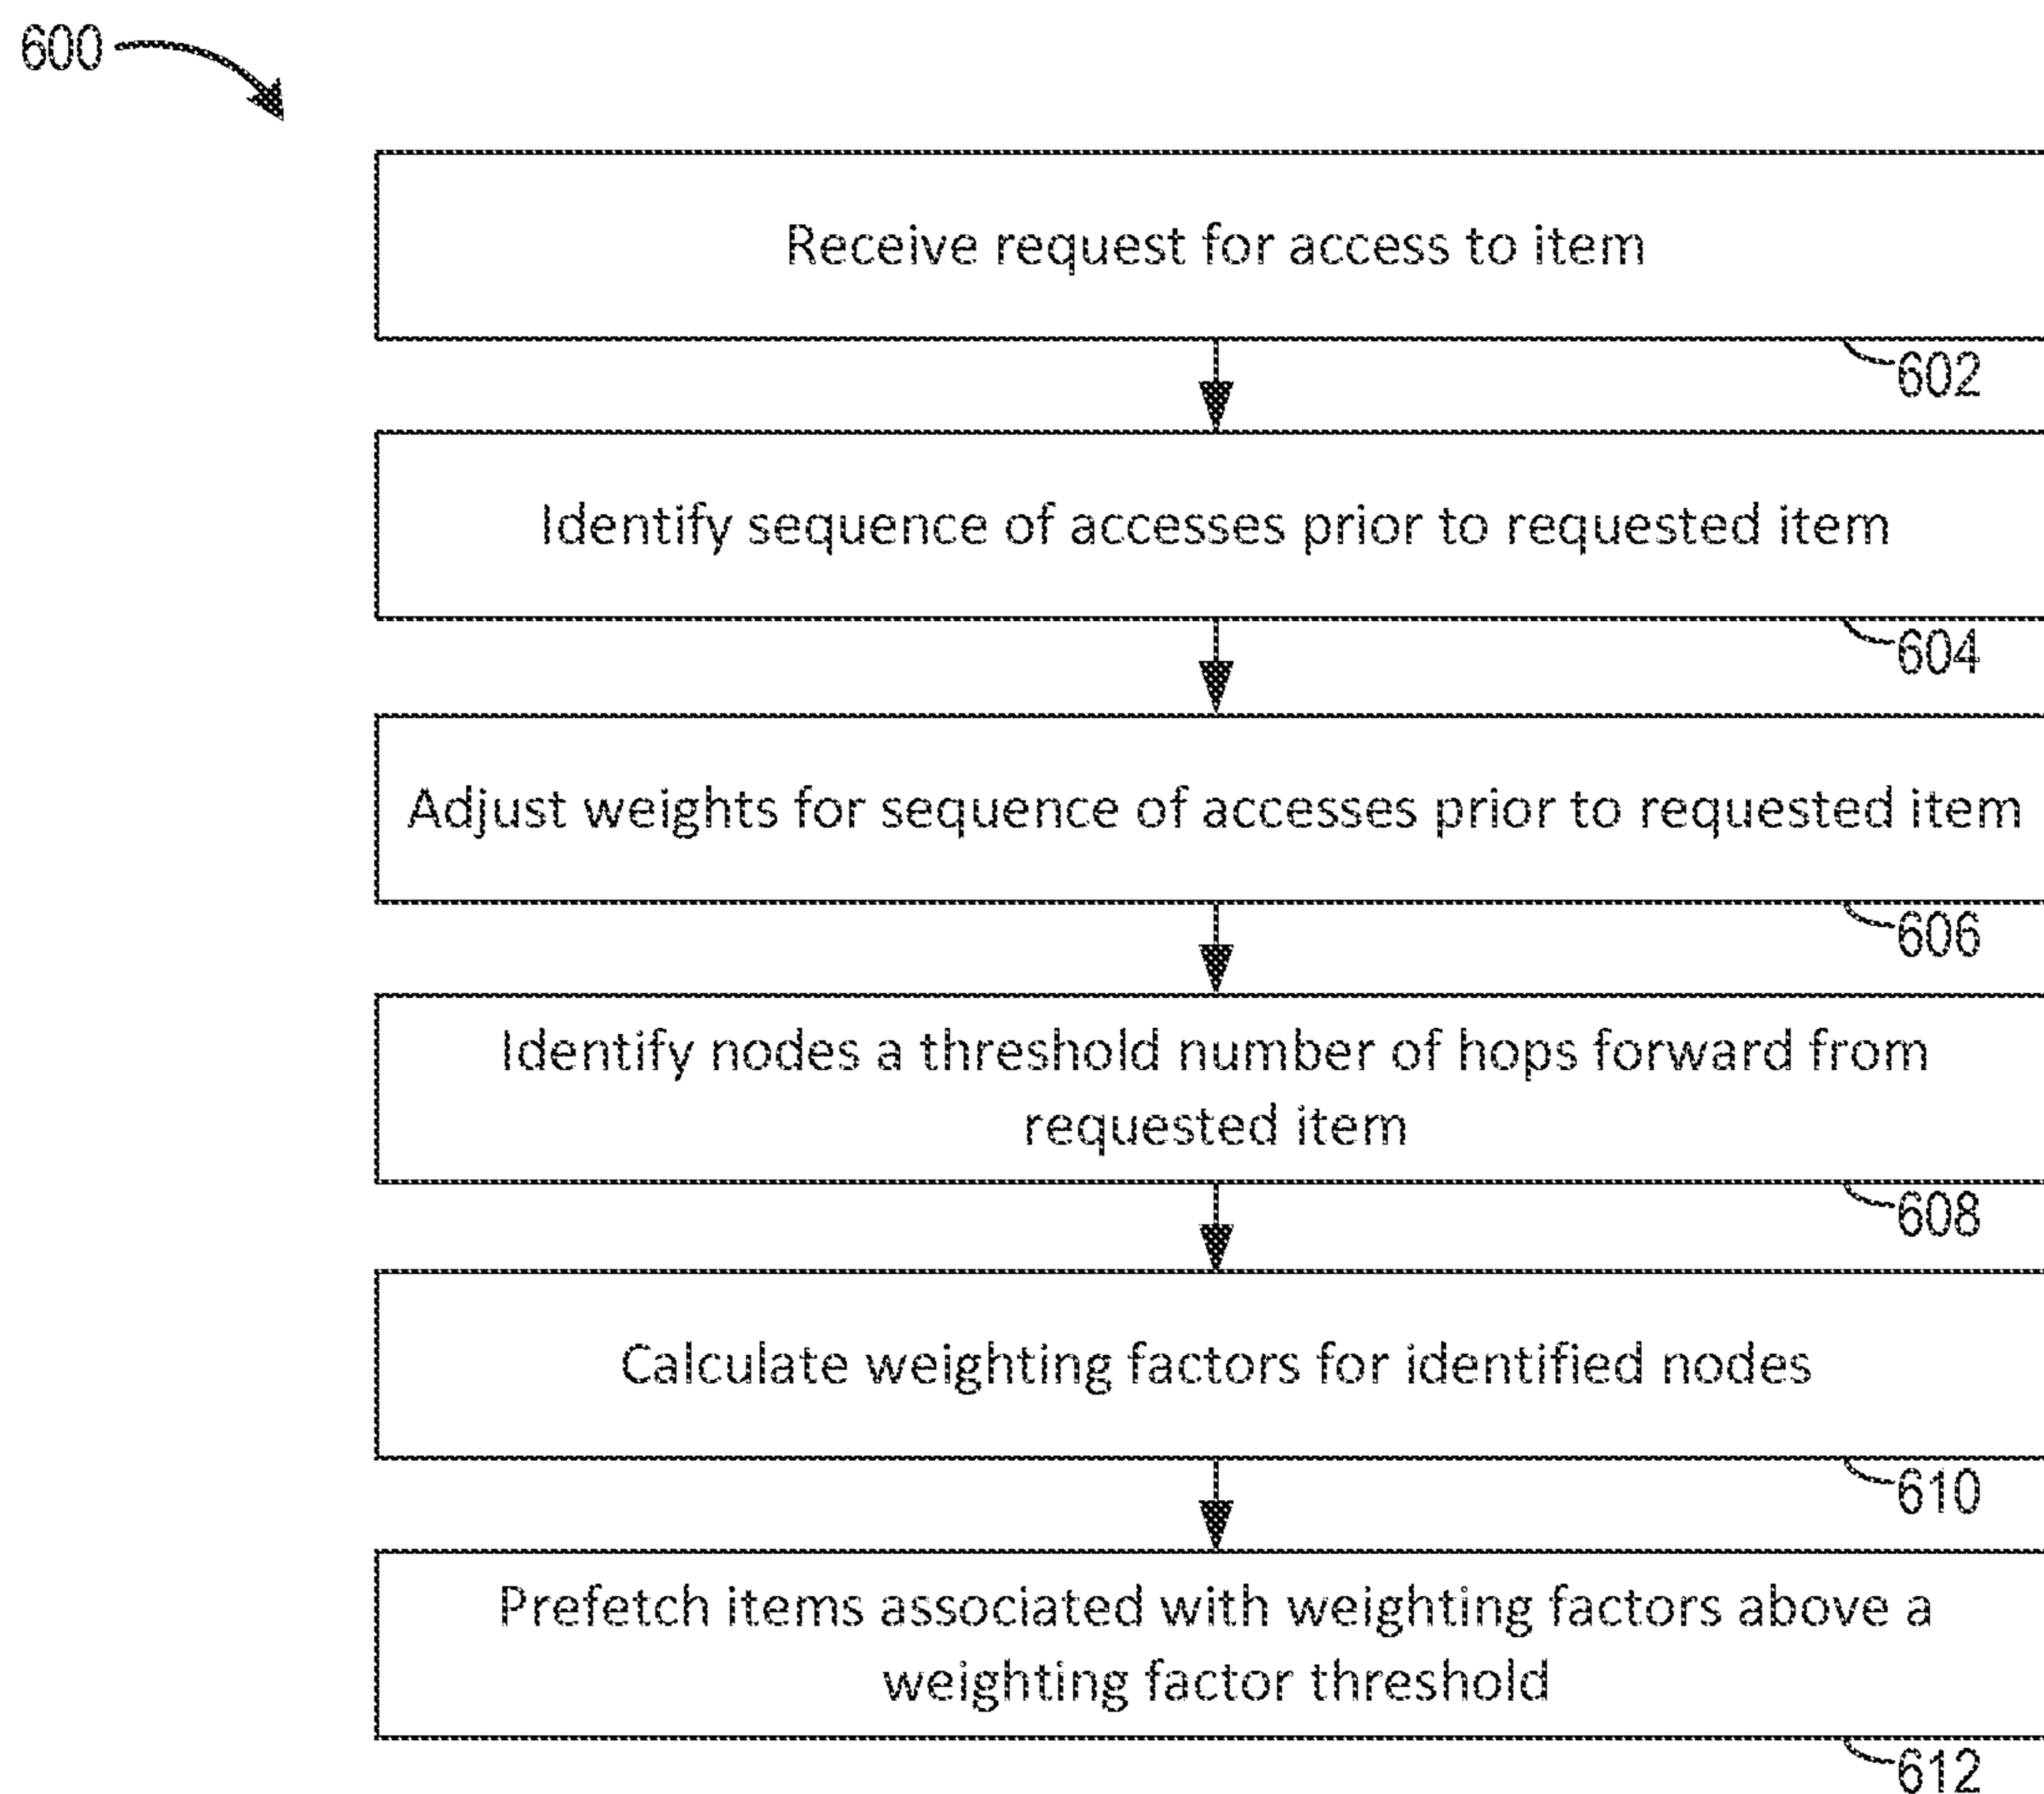 600
Receive request for access to item
602
Identify sequence of accesses prior to requested item
604
Adjust weights for sequence of accesses prior to requested item
606
Identify nodes a threshold number of hops forward from
requested item
608
Calculate weighting factors for identified nodes
610
Prefetch items associated with weighting factors above a
weighting factor threshold
612